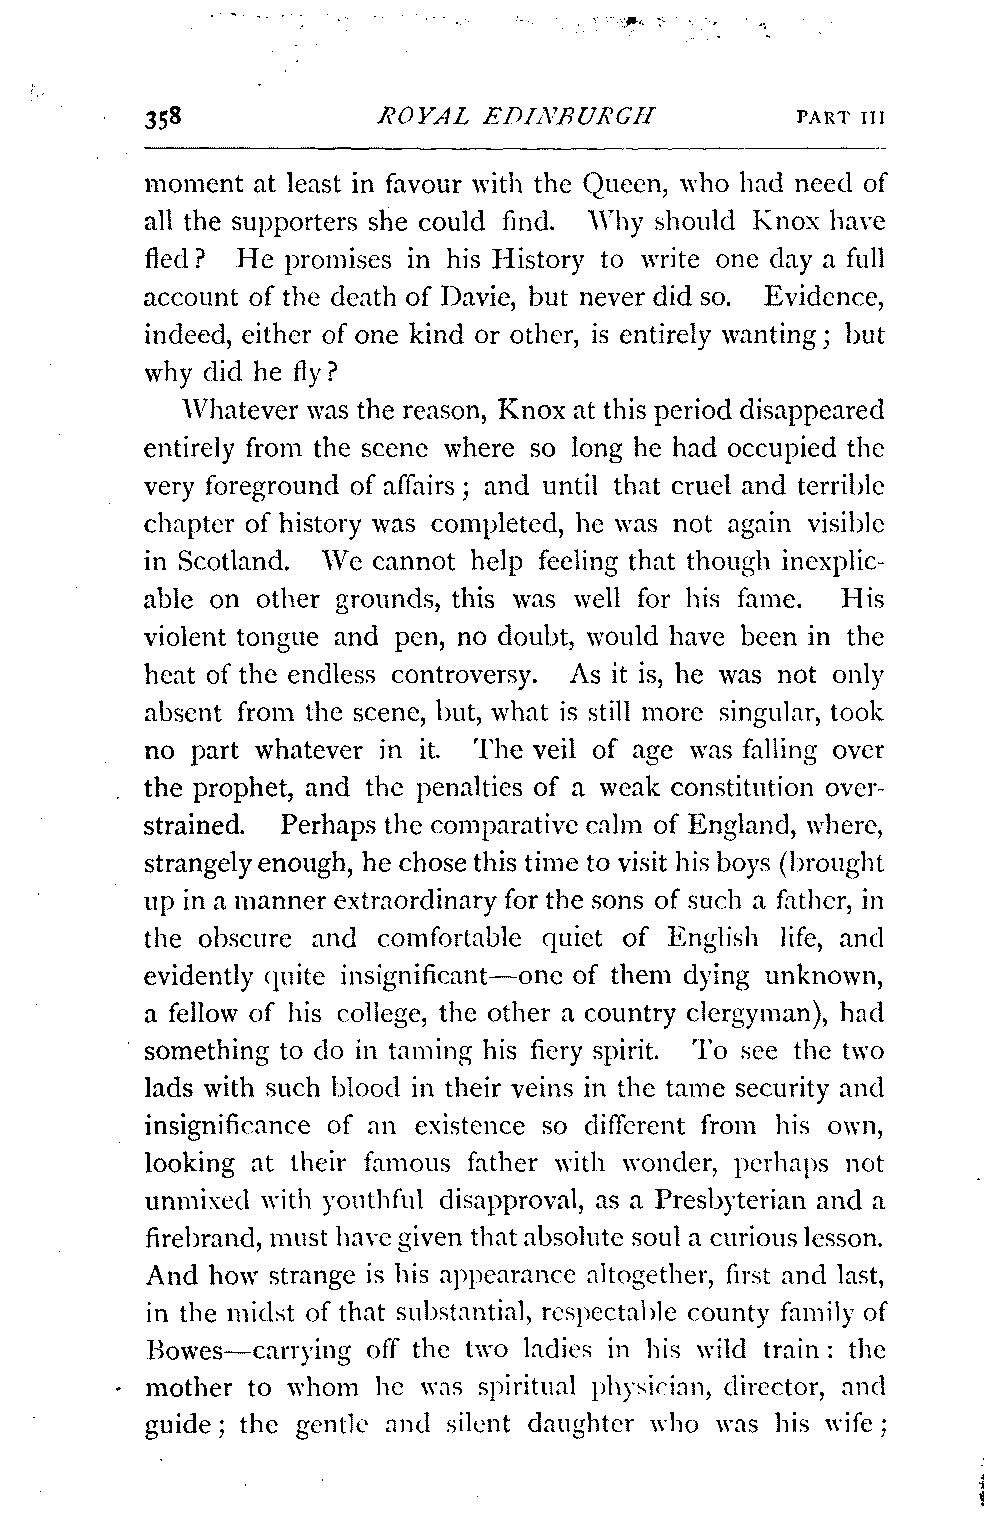 358 ROYAL EDINBURGH PART III
moment at least in favour with the Queen, who had need of
all the supporters she could find. Why should Knox have
fled? He promises in his History to write one day a full
account of the death of Davie, but never did so. Evidence,
indeed, either of one kind or other, is entirely wanting; but
why did he fly?
Whatever was the reason, Knox at this period disappeared
entirely from the scene where so long he had occupied the
very foreground of affairs; and until that cruel and terrible
chapter of history was completed, he was not again visible
in Scotland. We cannot help feeling that though inexplic-
able on other grounds, this was well for his fame. His
violent tongue and pen, no doubt, would have been in the
heat of the endless controversy. As it is, he was not only
absent from the scene, but, what is still more singular, took
no part whatever in it. The veil of age was falling over
the prophet, and the penalties of a weak constitution over-
strained. Perhaps the comparative calm of England, where,
strangely enough, he chose this time to visit his boys (brought
up in a manner extraordinary for the sons of such a father, in
the obscure and comfortable quiet of English life, and
evidently quite insignificant—one of them dying unknown,
a fellow of his college, the other a country clergyman), had
something to do in taming his fiery spirit. To see the two
lads with such blood in their veins in the tame security and
insignificance of an existence so different from his own,
looking at their famous father with wonder, perhaps not
unmixed with youthful disapproval, as a Presbyterian and a
firebrand, must have given that absolute soul a curious lesson.
And how strange is his appearance altogether, first and last,
in the midst of that substantial, respectable county family of
Bowes—carrying off the two ladies in his wild train: the
mother to whom he was spiritual physician, director, and
guide; the gentle and silent daughter who was his wife;